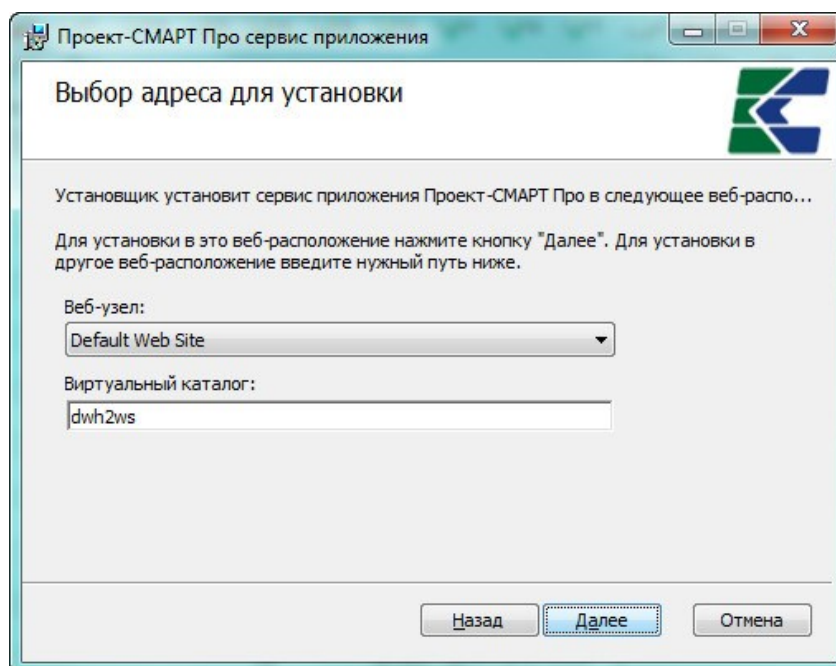 Проект-СМАРТ Про сервис приложения
Выбор адреса для установки
Установщик установит сервис приложения Проект-СМАРТ Про в следующее веб-распо...
Для установки в это веб-расположение нажмите кнопку "Далее". Для установки в
другое веб-расположение введите нужный путь ниже.
Веб-узел:
Default Web Site
Виртуальный каталог:
dwh2ws
Назад Далее Отмена